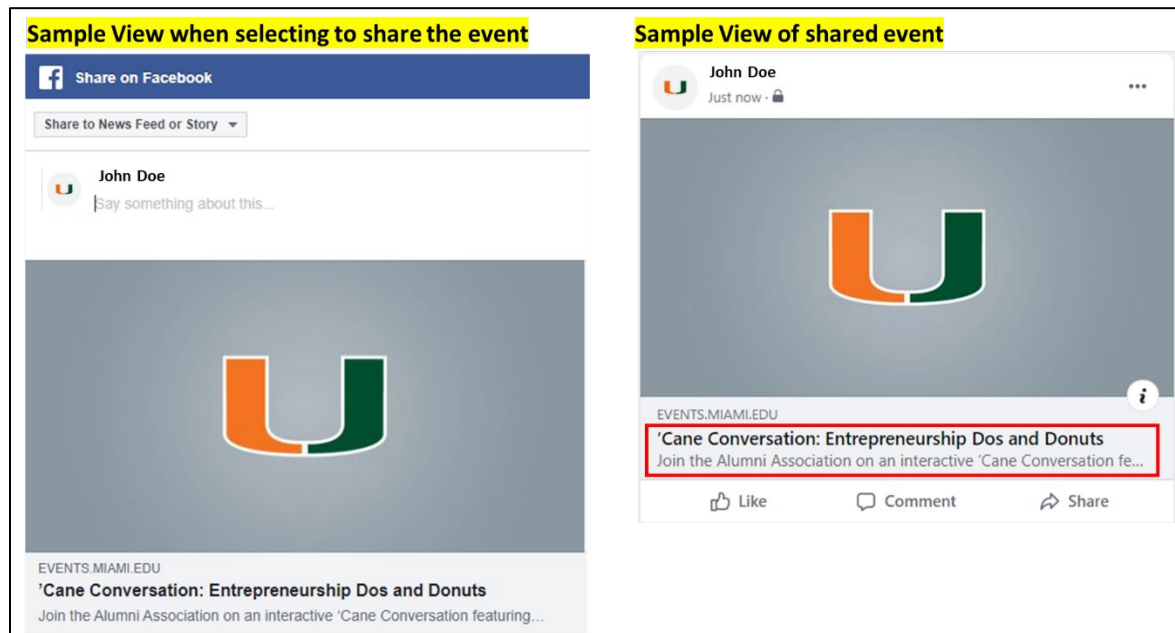 Sample View when selecting to share the event
Share on Facebook
Share to News Feed or Story
John Doe
Say something about this...
EVENTS.MIAMI.EDU
’Cane Conversation: Entrepreneurship Dos and Donuts
Join the Alumni Association on an interactive ‘Cane Conversation featuring...
Sample View of shared event
John Doe
Just now ·
EVENTS.MIAMI.EDU
’Cane Conversation: Entrepreneurship Dos and Donuts
Join the Alumni Association on an interactive ‘Cane Conversation fe...
Like Comment Share